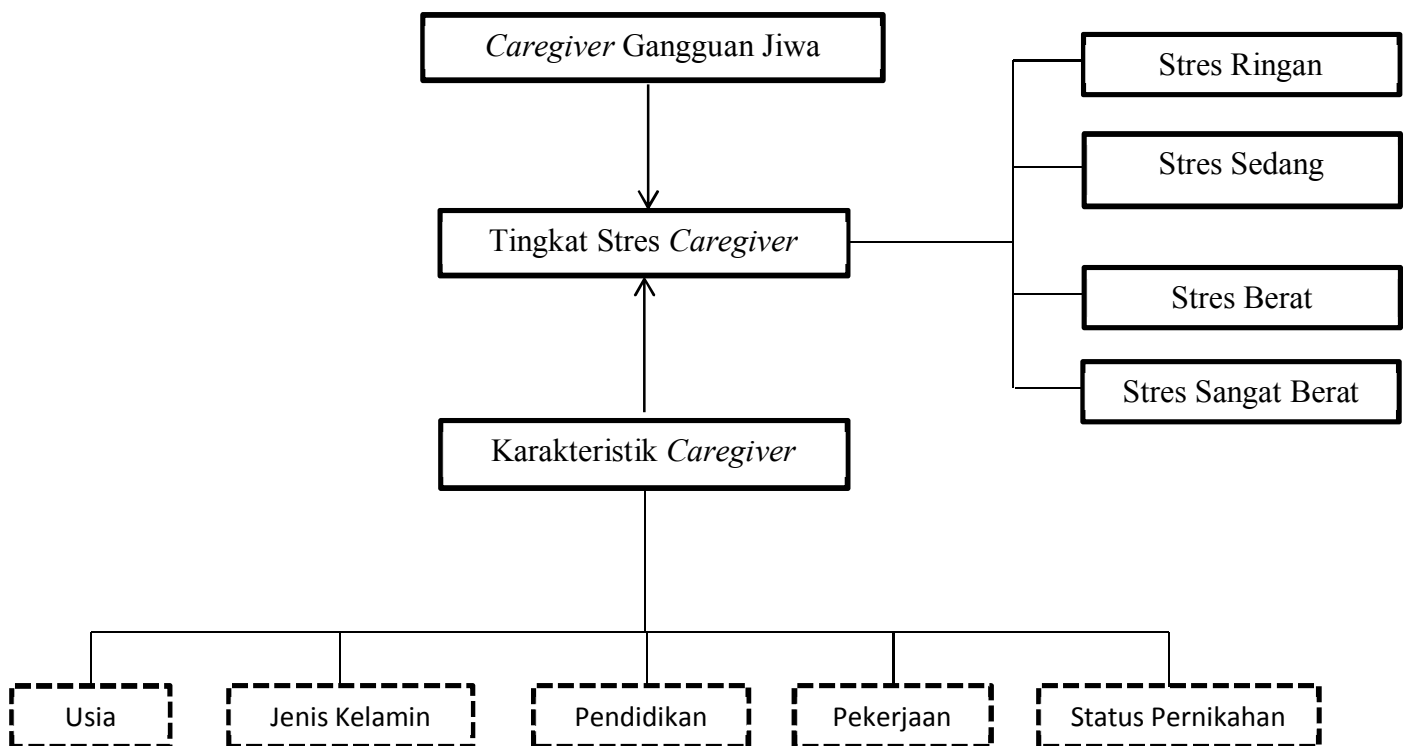 Caregiver Gangguan Jiwa
Stres Ringan
Stres Sedang
Tingkat Stres Caregiver
Stres Berat
Stres Sangat Berat
Karakteristik Caregiver
Usia
Jenis Kelamin
Pendidikan
Pekerjaan
Status Pernikahan